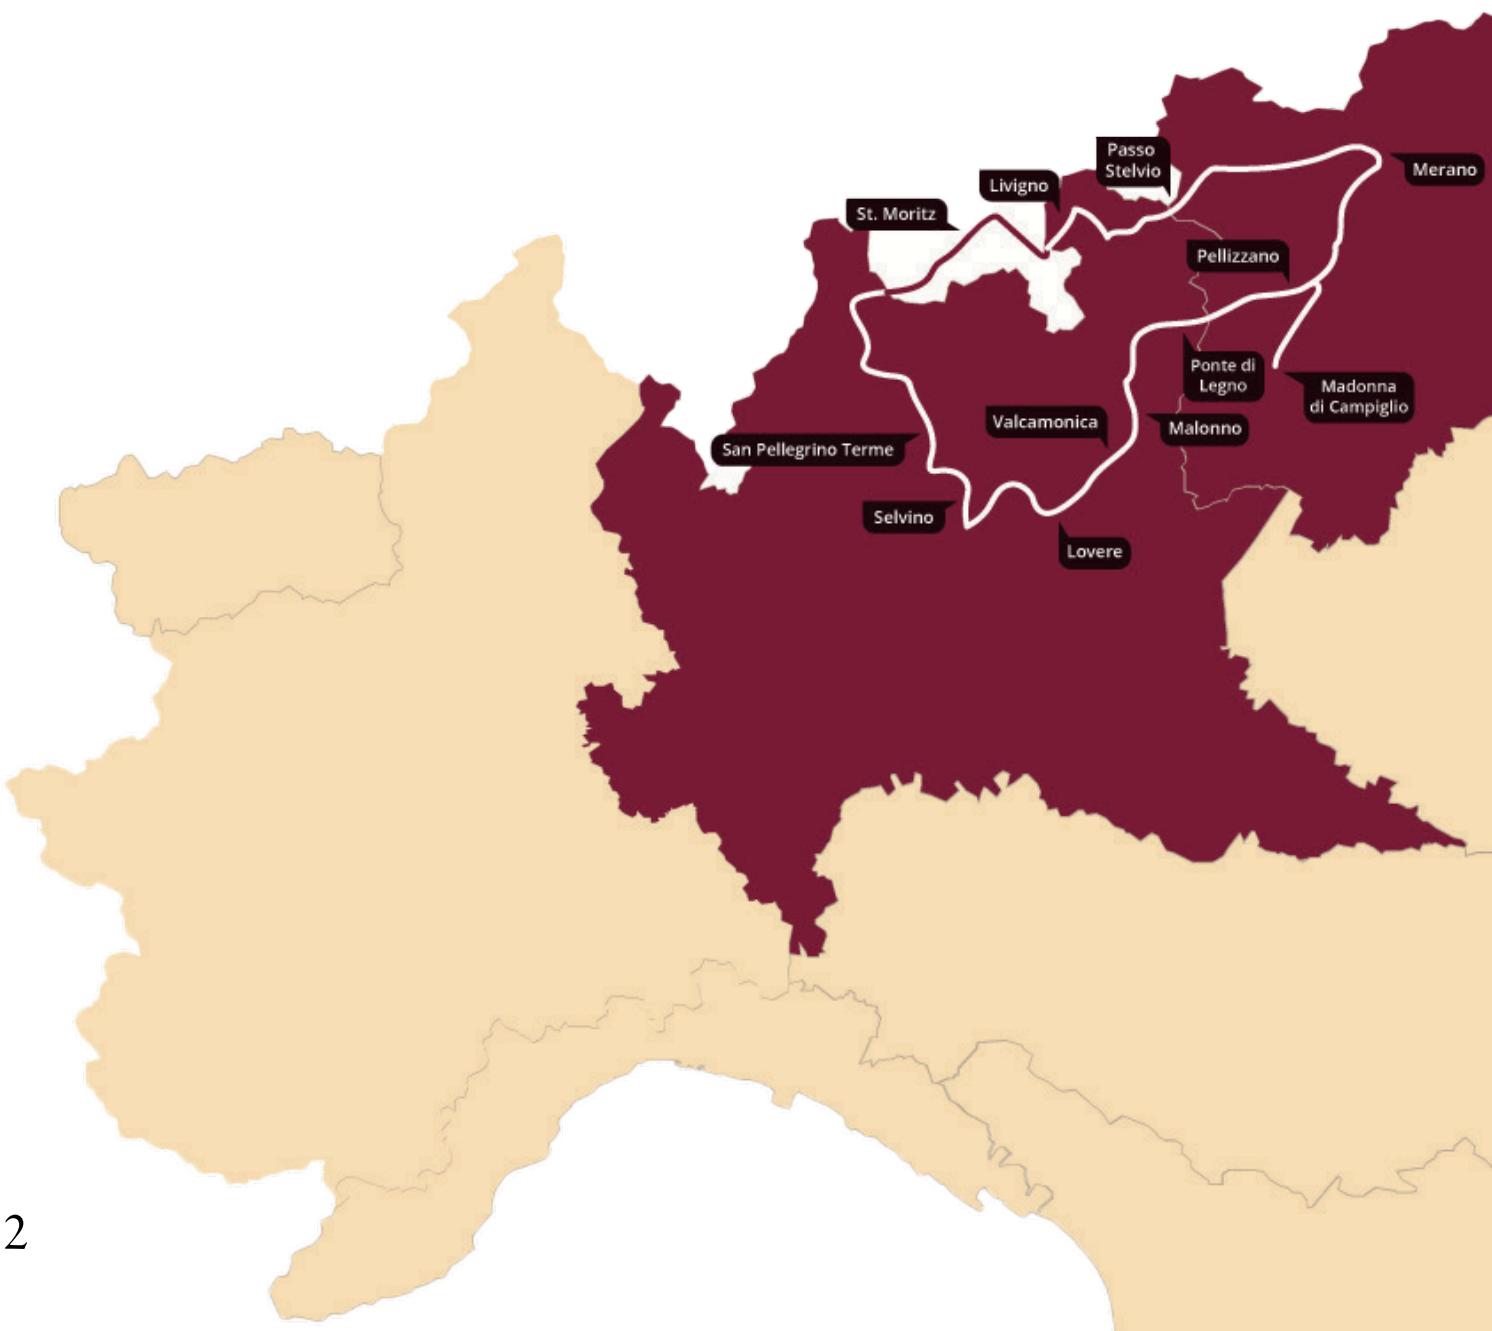 Passo
Stelvio
Merano
Livigno
St. Moritz
Pellizzano
Ponte di
Legno
Madonna
di Campiglio
Valcamonica
Malonno
San Pellegrino Terme
Selvino
Lovere
2